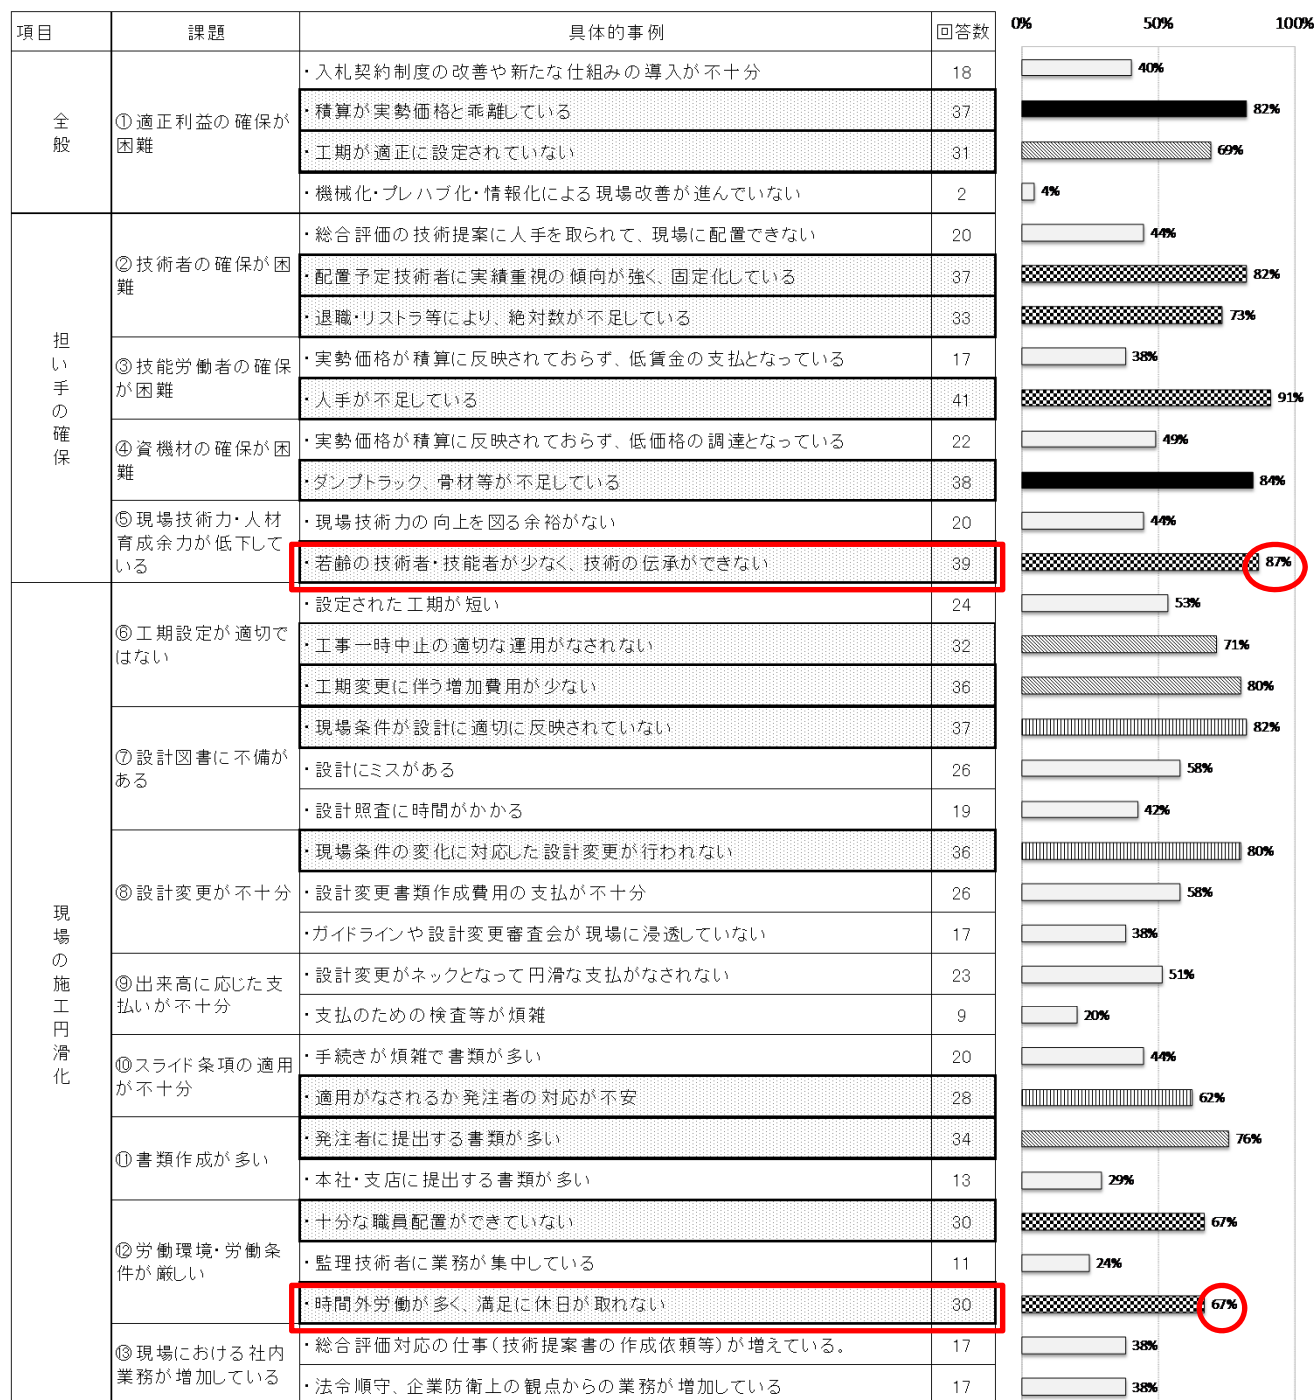 項目 課題 具体的事例 回答数 0% 50% 100%
全般
①適正利益の確保が
困難
・入札契約制度の改善や新たな仕組みの導入が不十分 18 40%
・積算が実勢価格と乖離している 37 82%
・工期が適正に設定されていない 31 69%
・機械化・プレハブ化・情報化による現場改善が進んでいない 2 4%
担い手の確保
②技術者の確保が困
難
・総合評価の技術提案に人手を取られて、現場に配置できない 20 44%
・配置予定技術者に実績重視の傾向が強く、固定化している 37 82%
・退職・リストラ等により、絶対数が不足している 33 73%
③技能労働者の確保
が困難
・実勢価格が積算に反映されておらず、低賃金の支払となっている 17 38%
・人手が不足している 41 91%
④資機材の確保が困
難
・実勢価格が積算に反映されておらず、低価格の調達となっている 22 49%
・ダンプトラック、骨材等が不足している 38 84%
⑤現場技術力・人材
育成余力が低下して
いる
・現場技術力の向上を図る余裕がない 20 44%
・若齢の技術者・技能者が少なく、技術の伝承ができない 39 87%
現場の施工円滑化
⑥工期設定が適切で
はない
・設定された工期が短い 24 53%
・工事一時中止の適切な運用がなされない 32 71%
・工期変更に伴う増加費用が少ない 36 80%
⑦設計図書に不備が
ある
・現場条件が設計に適切に反映されていない 37 82%
・設計にミスがある 26 58%
・設計照査に時間がかかる 19 42%
⑧設計変更が不十分
・現場条件の変化に対応した設計変更が行われない 36 80%
・設計変更書類作成費用の支払が不十分 26 58%
・ガイドラインや設計変更審査会が現場に浸透していない 17 38%
⑨出来高に応じた支
払いが不十分
・設計変更がネックとなって円滑な支払がなされない 23 51%
・支払のための検査等が煩雑 9 20%
⑩スライド条項の適用
が不十分
・手続きが煩雑で書類が多い 20 44%
・適用がなされるか発注者の対応が不安 28 62%
⑪書類作成が多い
・発注者に提出する書類が多い 34 76%
・本社・支店に提出する書類が多い 13 29%
⑫労働環境・労働条
件が厳しい
・十分な職員配置ができていない 30 67%
・監理技術者に業務が集中している 11 24%
・時間外労働が多く、満足に休日が取れない 30 67%
⑬現場における社内
業務が増加している
・総合評価対応の仕事(技術提案書の作成依頼等)が増えている。 17 38%
・法令順守、企業防衛上の観点からの業務が増加している 17 38%